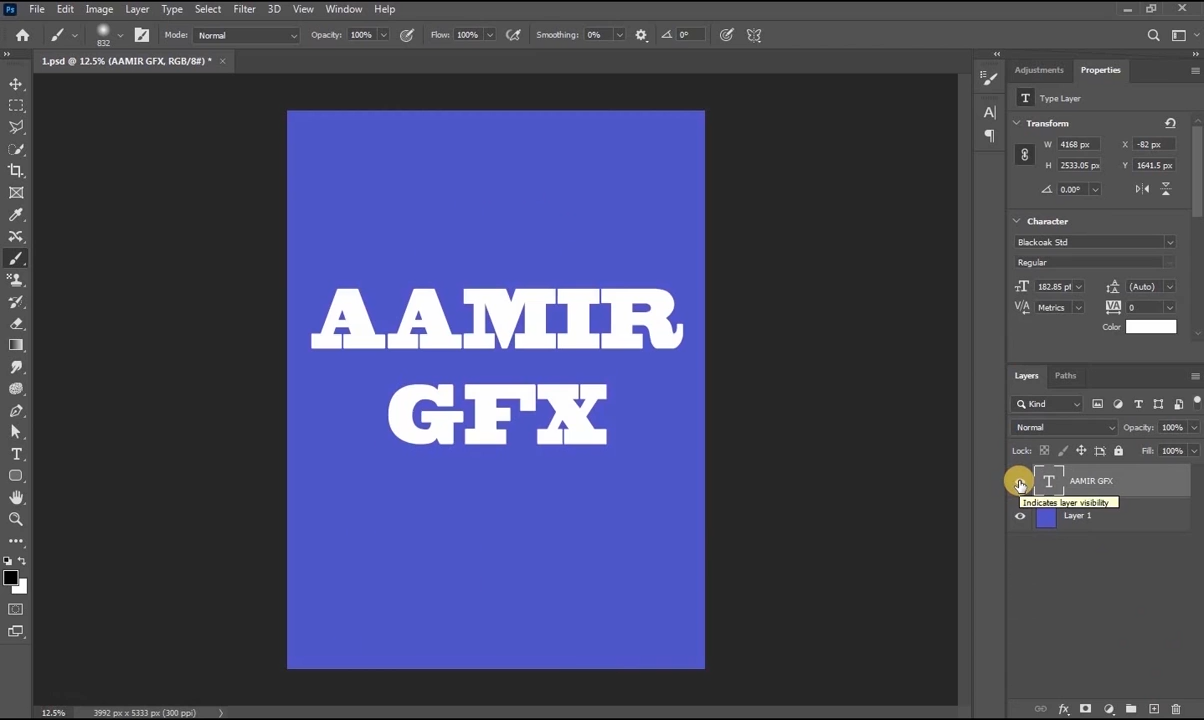 Ps File Edit Image Layer Type Select Filter 3D View Window Help
832 Mode: Normal Opacity: 100% Flow: 100% Smoothing: 0% 0°
1.psd @ 12.5% (AAMIR GFX, RGB/8#) * ×
Adjustments Properties
T Type Layer
Transform
W 4168 px X -82 px
H 2533.05 px Y 1641.5 px
0.00°
Character
Blackoak Std
Regular
182.85 pt (Auto)
Metrics 0
Color
AAMIR
GFX
Layers Paths
Kind
Normal Opacity: 100%
Lock: Fill: 100%
T AAMIR GFX
Indicates layer visibility
Layer 1
12.5% 3992 px x 5333 px (300 ppi)